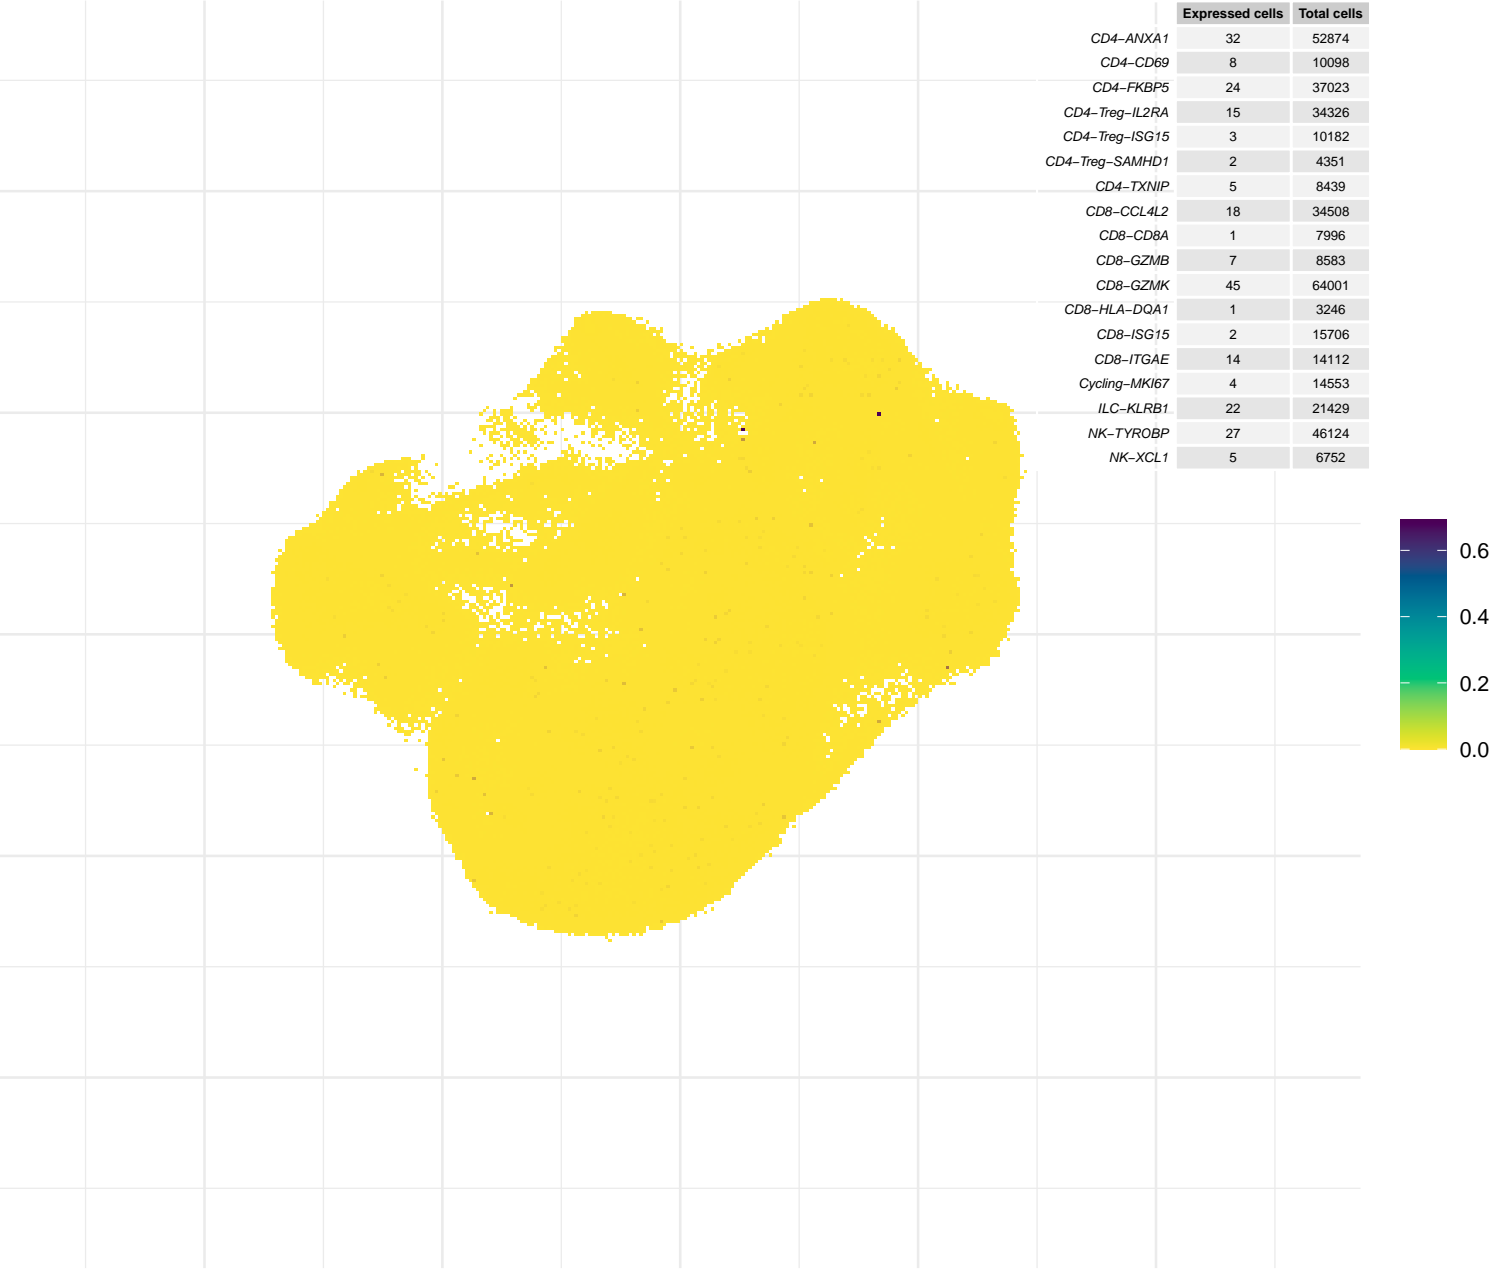 Expressed cells Total cells
CD4−ANXA1 32 52874
CD4−CD69 8 10098
CD4−FKBP5 24 37023
CD4−Treg−IL2RA 15 34326
CD4−Treg−ISG15 3 10182
CD4−Treg−SAMHD1 2 4351
CD4−TXNIP 5 8439
CD8−CCL4L2 18 34508
CD8−CD8A 1 7996
CD8−GZMB 7 8583
CD8−GZMK 45 64001
CD8−HLA−DQA1 1 3246
CD8−ISG15 2 15706
CD8−ITGAE 14 14112
Cycling−MKI67 4 14553
ILC−KLRB1 22 21429
NK−TYROBP 27 46124
NK−XCL1 5 6752
0.6
0.4
0.2
0.0